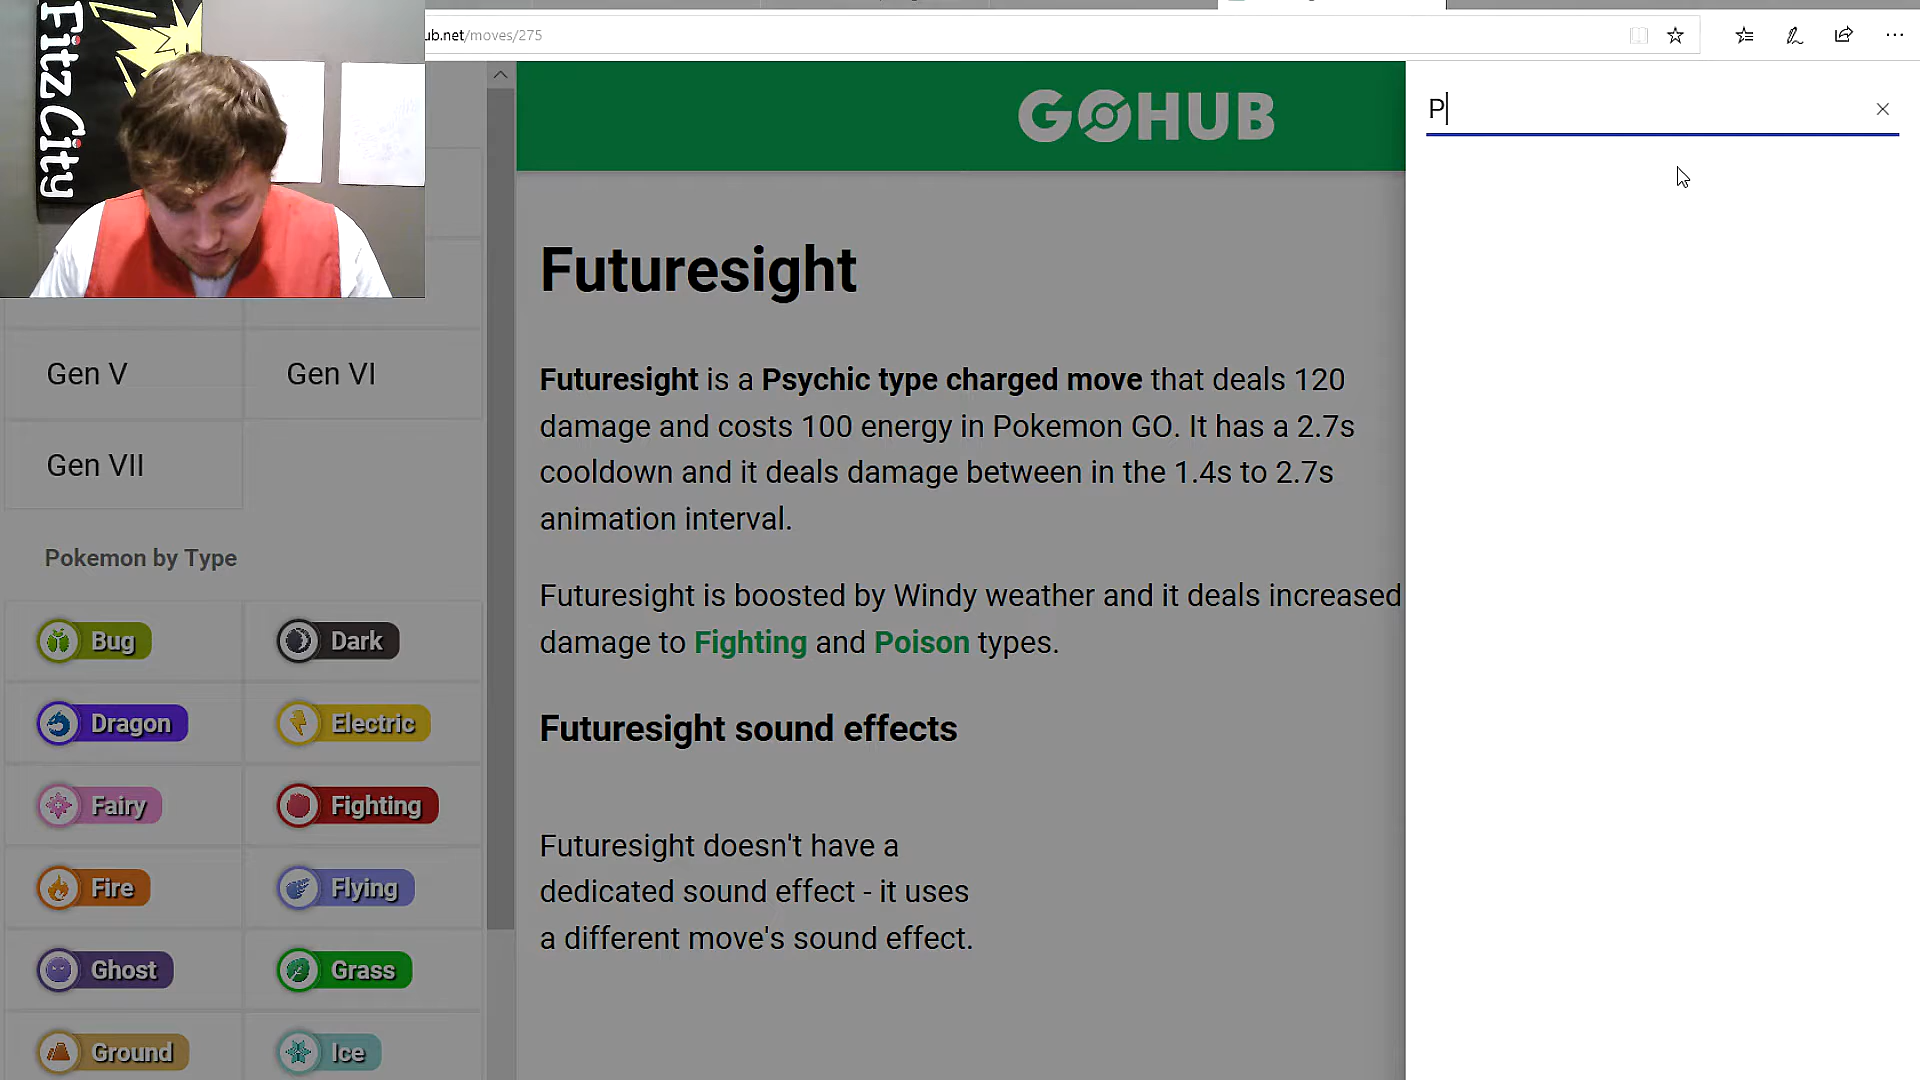 FitzCity
ub.net/moves/275
GOHUB
P
Futuresight
Futuresight is a Psychic type charged move that deals 120
damage and costs 100 energy in Pokemon GO. It has a 2.7s
cooldown and it deals damage between in the 1.4s to 2.7s
animation interval.
Futuresight is boosted by Windy weather and it deals increased
damage to Fighting and Poison types.
Futuresight sound effects
Futuresight doesn't have a
dedicated sound effect - it uses
a different move's sound effect.
Gen V
Gen VI
Gen VII
Pokemon by Type
Bug
Dark
Dragon
Electric
Fairy
Fighting
Fire
Flying
Ghost
Grass
Ground
Ice